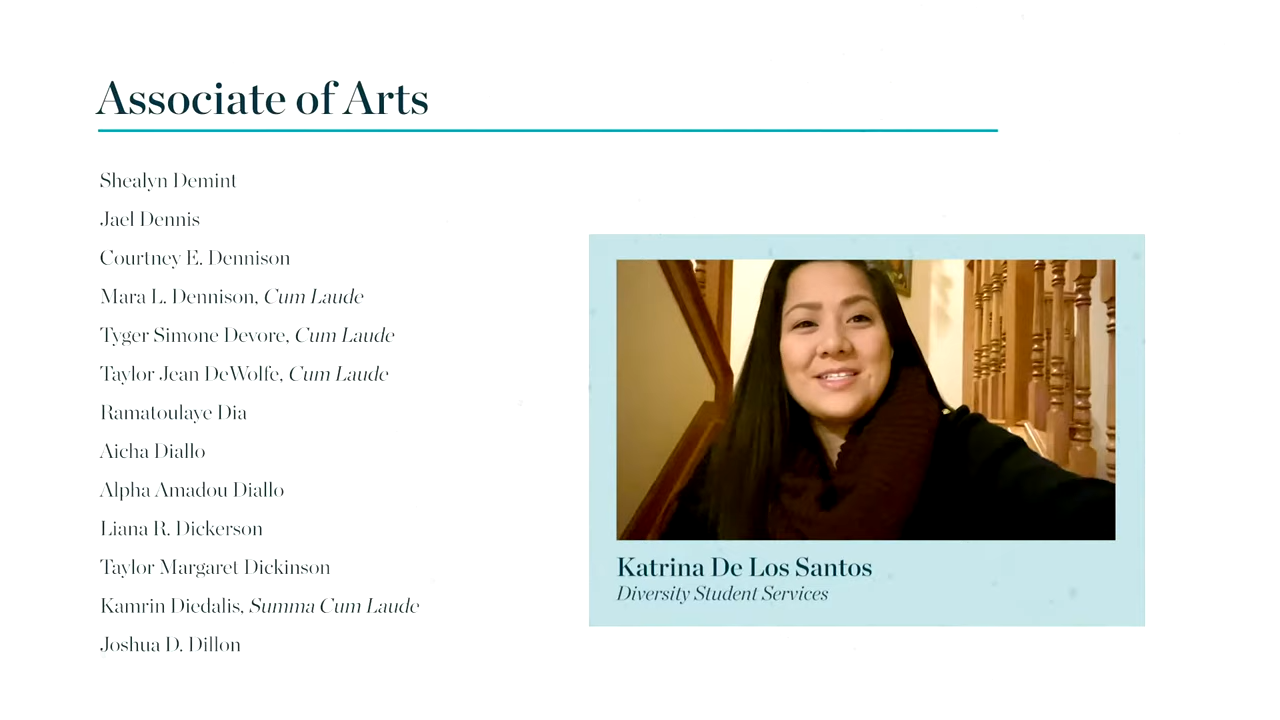 Associate of Arts
Shealyn Demint
Jael Dennis
Courtney E. Dennison
Mara L. Dennison, Cum Laude
Tyger Simone Devore, Cum Laude
Taylor Jean DeWolfe, Cum Laude
Ramatoulaye Dia
Aicha Diallo
Alpha Amadou Diallo
Liana R. Dickerson
Taylor Margaret Dickinson
Kamrin Diedalis, Summa Cum Laude
Joshua D. Dillon
Katrina De Los Santos
Diversity Student Services